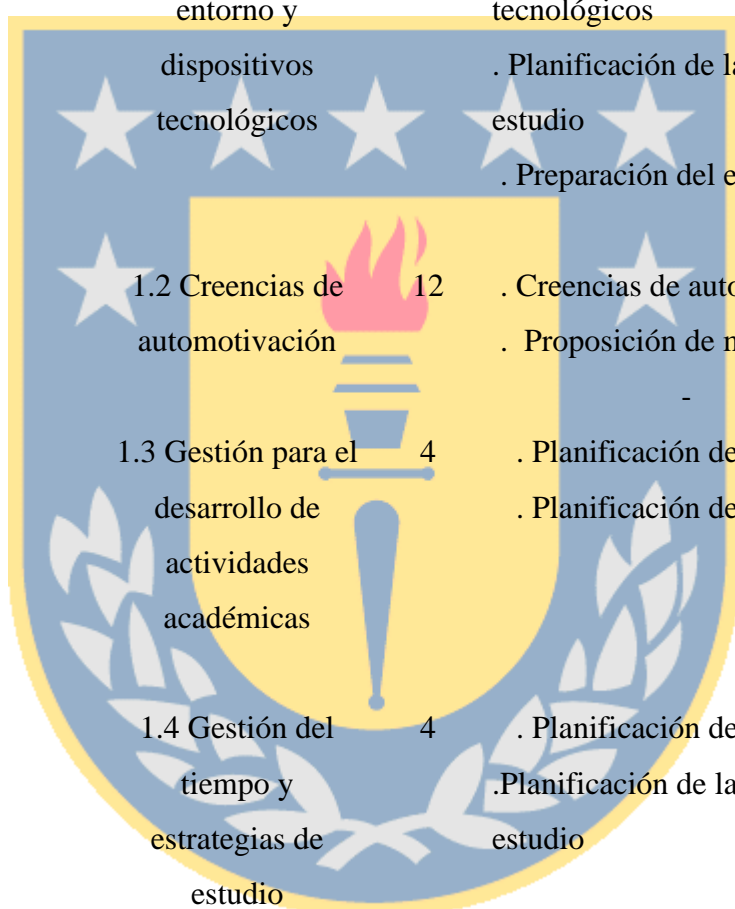 entorno y tecnológicos
dispositivos . Planificación de la
tecnológicos estudio
. Preparación del
1.2 Creencias de 12 . Creencias de
automotivación . Proposición de
-
1.3 Gestión para el 4 . Planificación de
desarrollo de . Planificación de
actividades
académicas
1.4 Gestión del 4 . Planificación de
tiempo y .Planificación de la
estrategias de estudio
estudio